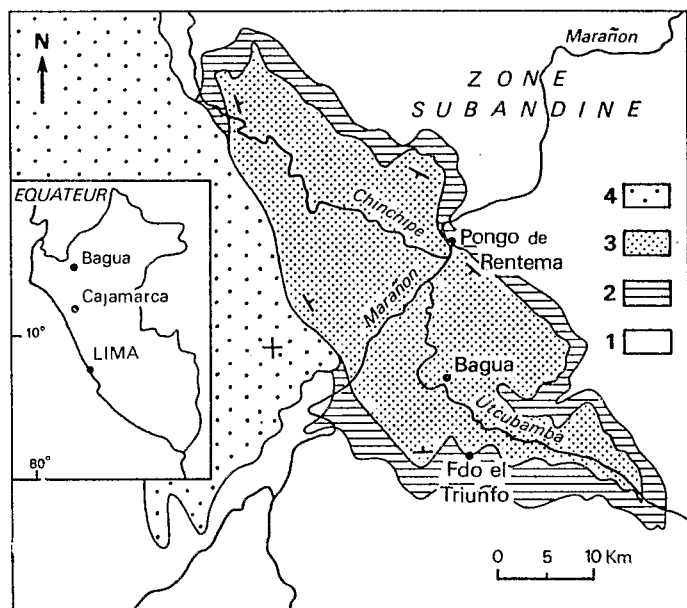 N
Marañon
ZONE
SUBANDINE
EQUATEUR
Bagua
Cajamarca
10°
LIMA
80°
Chinchipe
Pongo de
Rentema
Marañon
Bagua
Utcubamba
Fdo el
Triunfo
4
3
2
1
0 5 10 Km